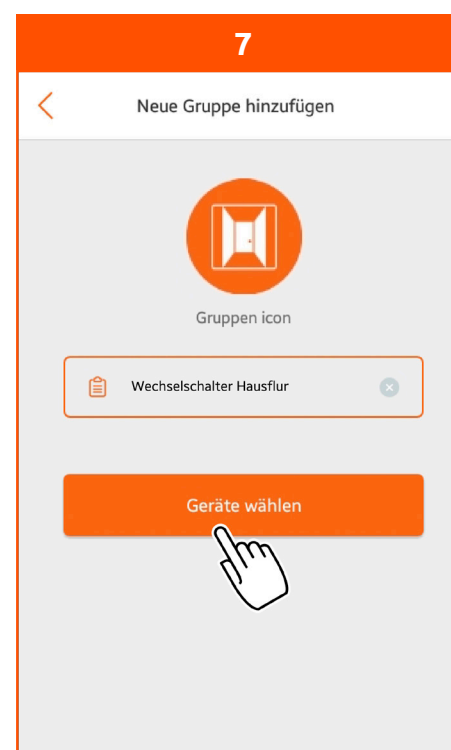 7
Neue Gruppe hinzufügen
Gruppen icon
Wechselschalter Hausflur
Geräte wählen